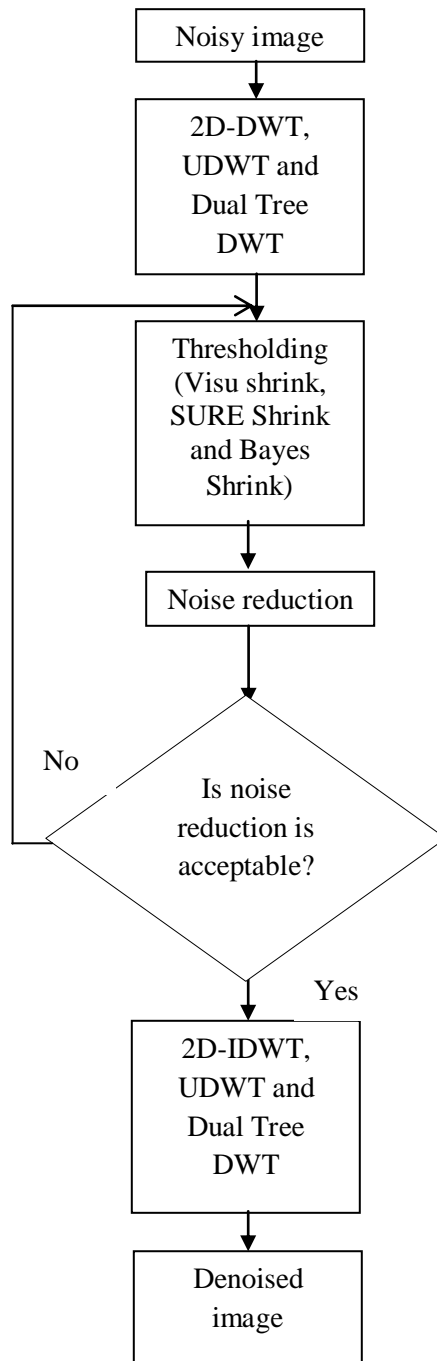 Noisy image
2D-DWT,
UDWT and
Dual Tree
DWT
Thresholding
(Visu shrink,
SURE Shrink
and Bayes
Shrink)
Noise reduction
No
Is noise
reduction is
acceptable?
Yes
2D-IDWT,
UDWT and
Dual Tree
DWT
Denoised
image